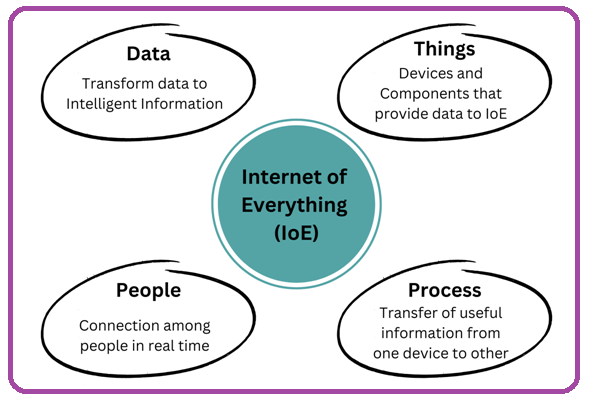 Data
Transform data to
Intelligent Information
Things
Devices and
Components that
provide data to IoE
Internet of
Everything
(IoE)
People
Connection among
people in real time
Process
Transfer of useful
information from
one device to other